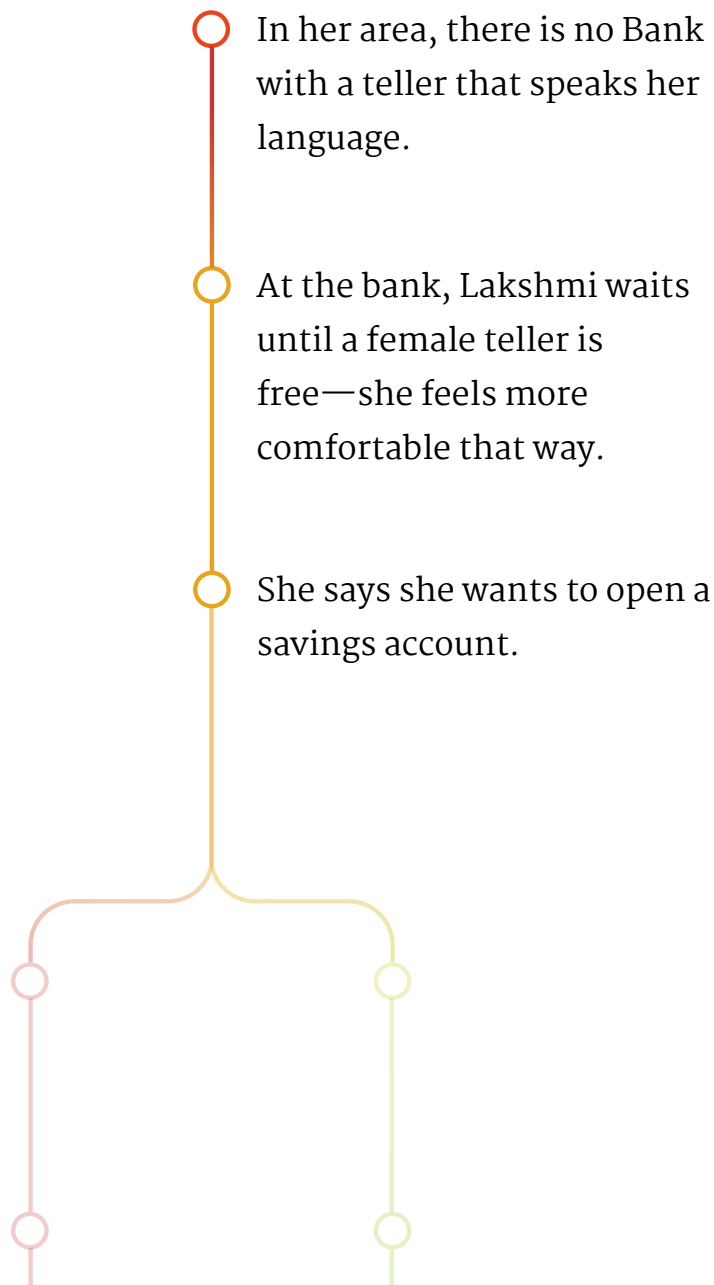 In her area, there is no Bank
with a teller that speaks her
language.
At the bank, Lakshmi waits
until a female teller is
free—she feels more
comfortable that way.
She says she wants to open a
savings account.